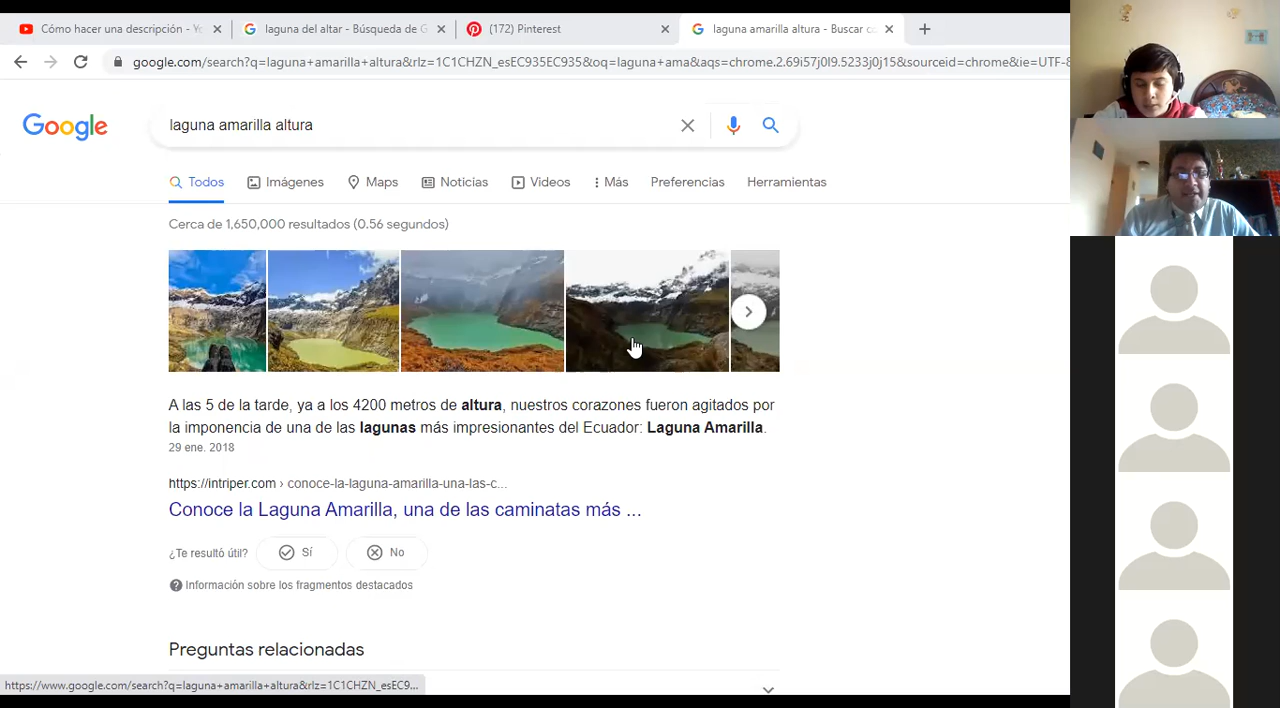 Cómo hacer una descripción - Yo
laguna del altar - Búsqueda de G
(172) Pinterest
laguna amarilla altura - Buscar co
google.com/search?q=laguna+amarilla+altura&rlz=1C1CHZN_esEC935EC935&oq=laguna+ama&aqs=chrome.2.69i57j0l9.5233j0j15&sourceid=chrome&ie=UTF-8
Google
laguna amarilla altura
Todos Imágenes Maps Noticias Videos Más Preferencias Herramientas
Cerca de 1,650,000 resultados (0.56 segundos)
A las 5 de la tarde, ya a los 4200 metros de altura, nuestros corazones fueron agitados por
la imponencia de una de las lagunas más impresionantes del Ecuador: Laguna Amarilla.
29 ene. 2018
https://intriper.com › conoce-la-laguna-amarilla-una-las-c...
Conoce la Laguna Amarilla, una de las caminatas más ...
¿Te resultó útil? Sí No
Información sobre los fragmentos destacados
Preguntas relacionadas
https://www.google.com/search?q=laguna+amarilla+altura&rlz=1C1CHZN_esEC9...